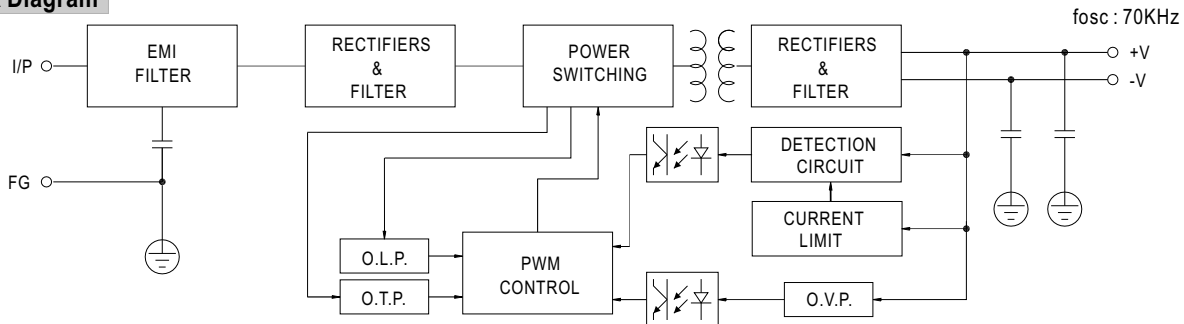 Diagram
fosc : 70KHz
I/P
EMI
FILTER
RECTIFIERS
&
FILTER
POWER
SWITCHING
RECTIFIERS
&
FILTER
+V
-V
DETECTION
CIRCUIT
FG
CURRENT
LIMIT
O.L.P.
PWM
CONTROL
O.T.P.
O.V.P.